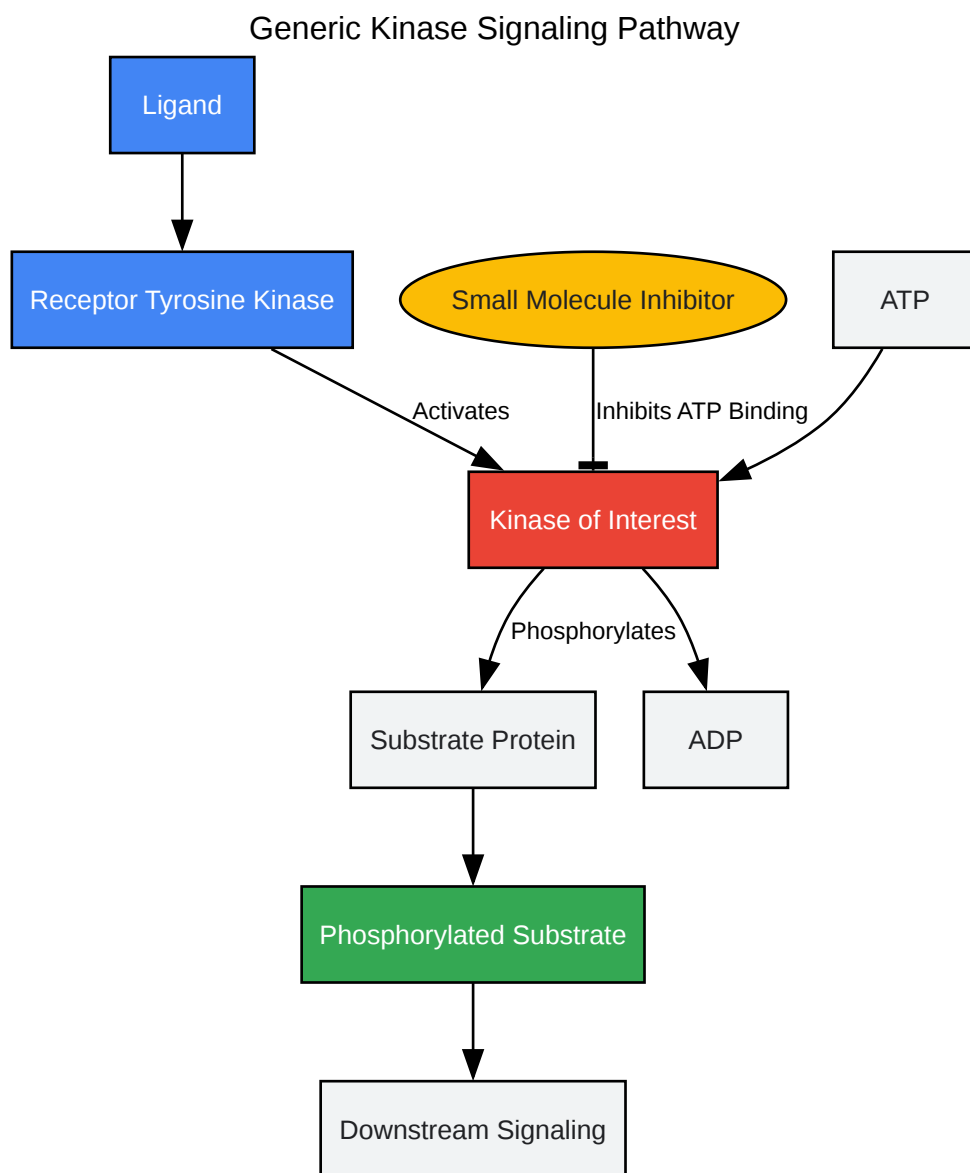 Generic Kinase Signaling Pathway
Ligand
Receptor Tyrosine Kinase
Small Molecule Inhibitor
ATP
Activates
Inhibits ATP Binding
Kinase of Interest
Phosphorylates
Substrate Protein
ADP
Phosphorylated Substrate
Downstream Signaling